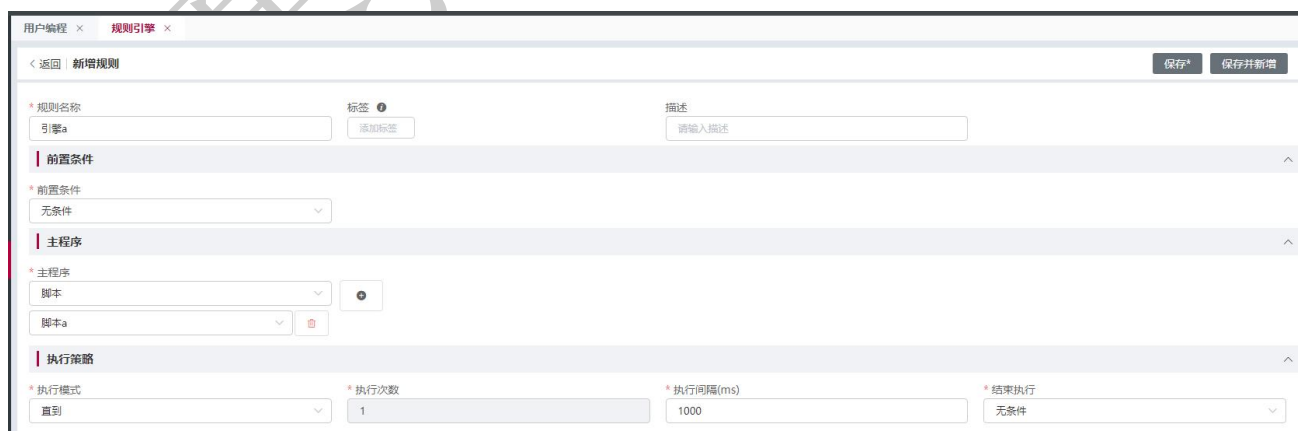 用户编程 × 规则引擎 ×
< 返回 | 新增规则 保存* 保存并新增
* 规则名称 标签 描述
引擎a 添加标签 请输入描述
前置条件
* 前置条件
无条件
主程序
* 主程序
脚本
脚本a
执行策略
* 执行模式 * 执行次数 * 执行间隔(ms) * 结束执行
直到 1 1000 无条件